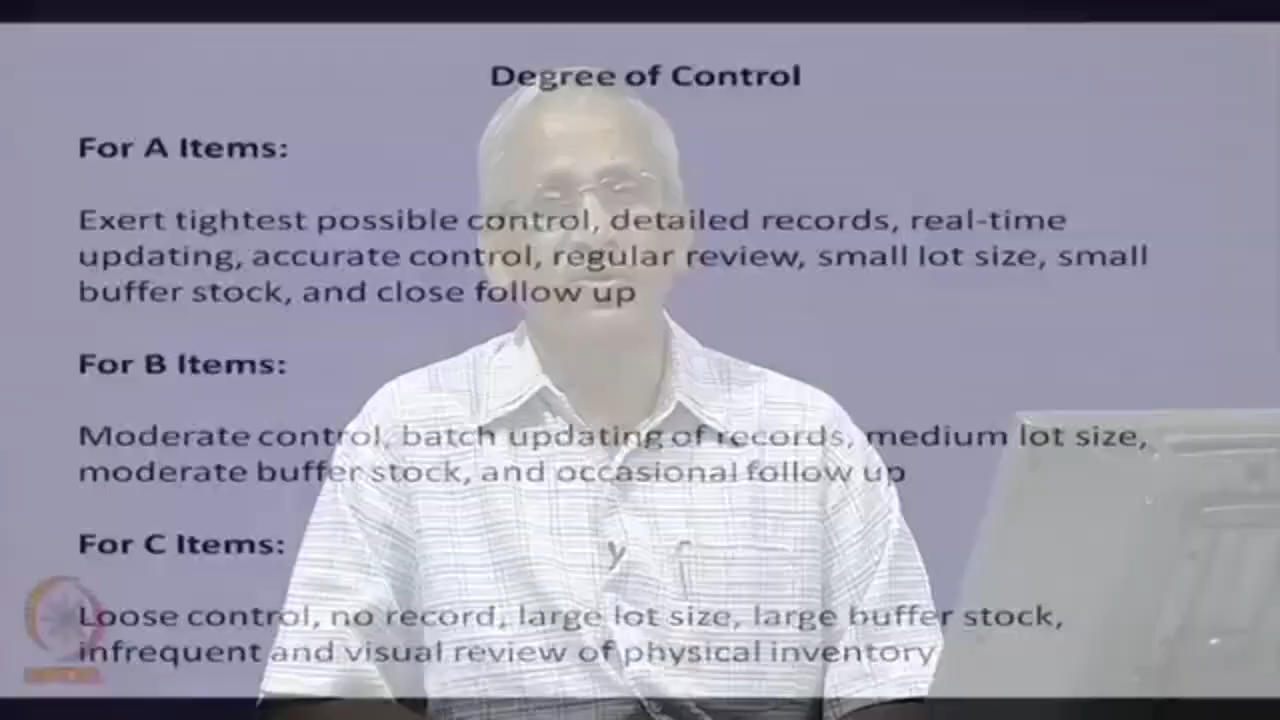 Degree of Control
For A Items:
Exert tightest possible control, detailed records, real-time
updating, accurate control, regular review, small lot size, small
buffer stock, and close follow up
For B Items:
Moderate control, batch updating of records, medium lot size,
moderate buffer stock, and occasional follow up
For C Items:
Loose control, no record, large lot size, large buffer stock,
infrequent and visual review of physical inventory